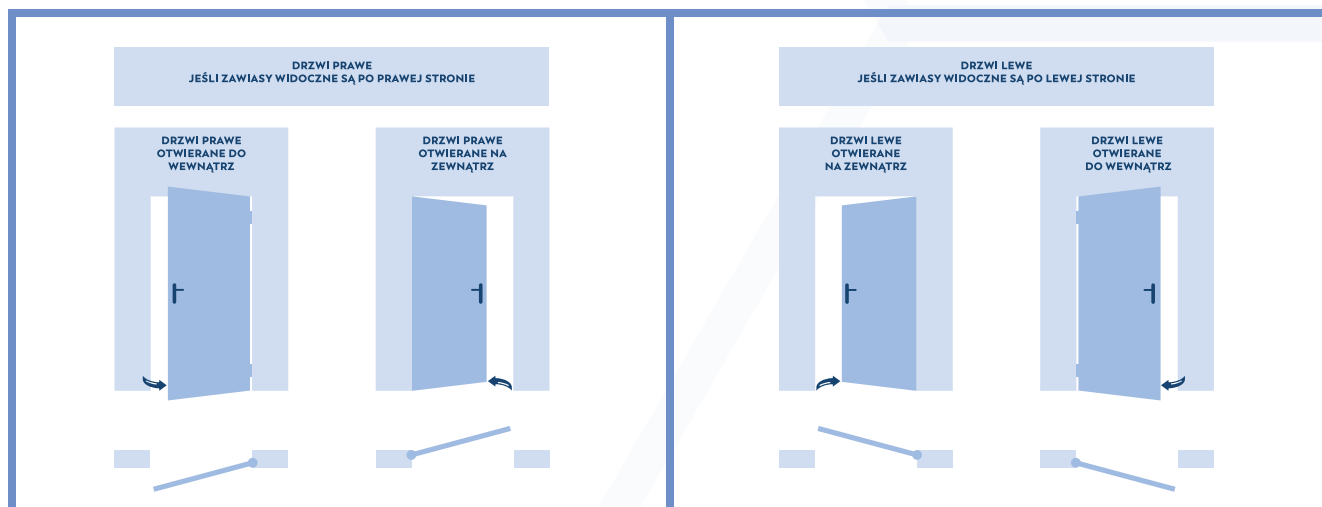 DRZWI PRAWE
JEŚLI ZAWIASY WIDOCZNE SĄ PO PRAWEJ STRONIE
DRZWI PRAWE
OTWIERANE DO
WEWNĄTRZ
DRZWI PRAWE
OTWIERANE NA
ZEWNĄTRZ
DRZWI LEWE
JEŚLI ZAWIASY WIDOCZNE SĄ PO LEWEJ STRONIE
DRZWI LEWE
OTWIERANE
NA ZEWNĄTRZ
DRZWI LEWE
OTWIERANE
DO WEWNĄTRZ